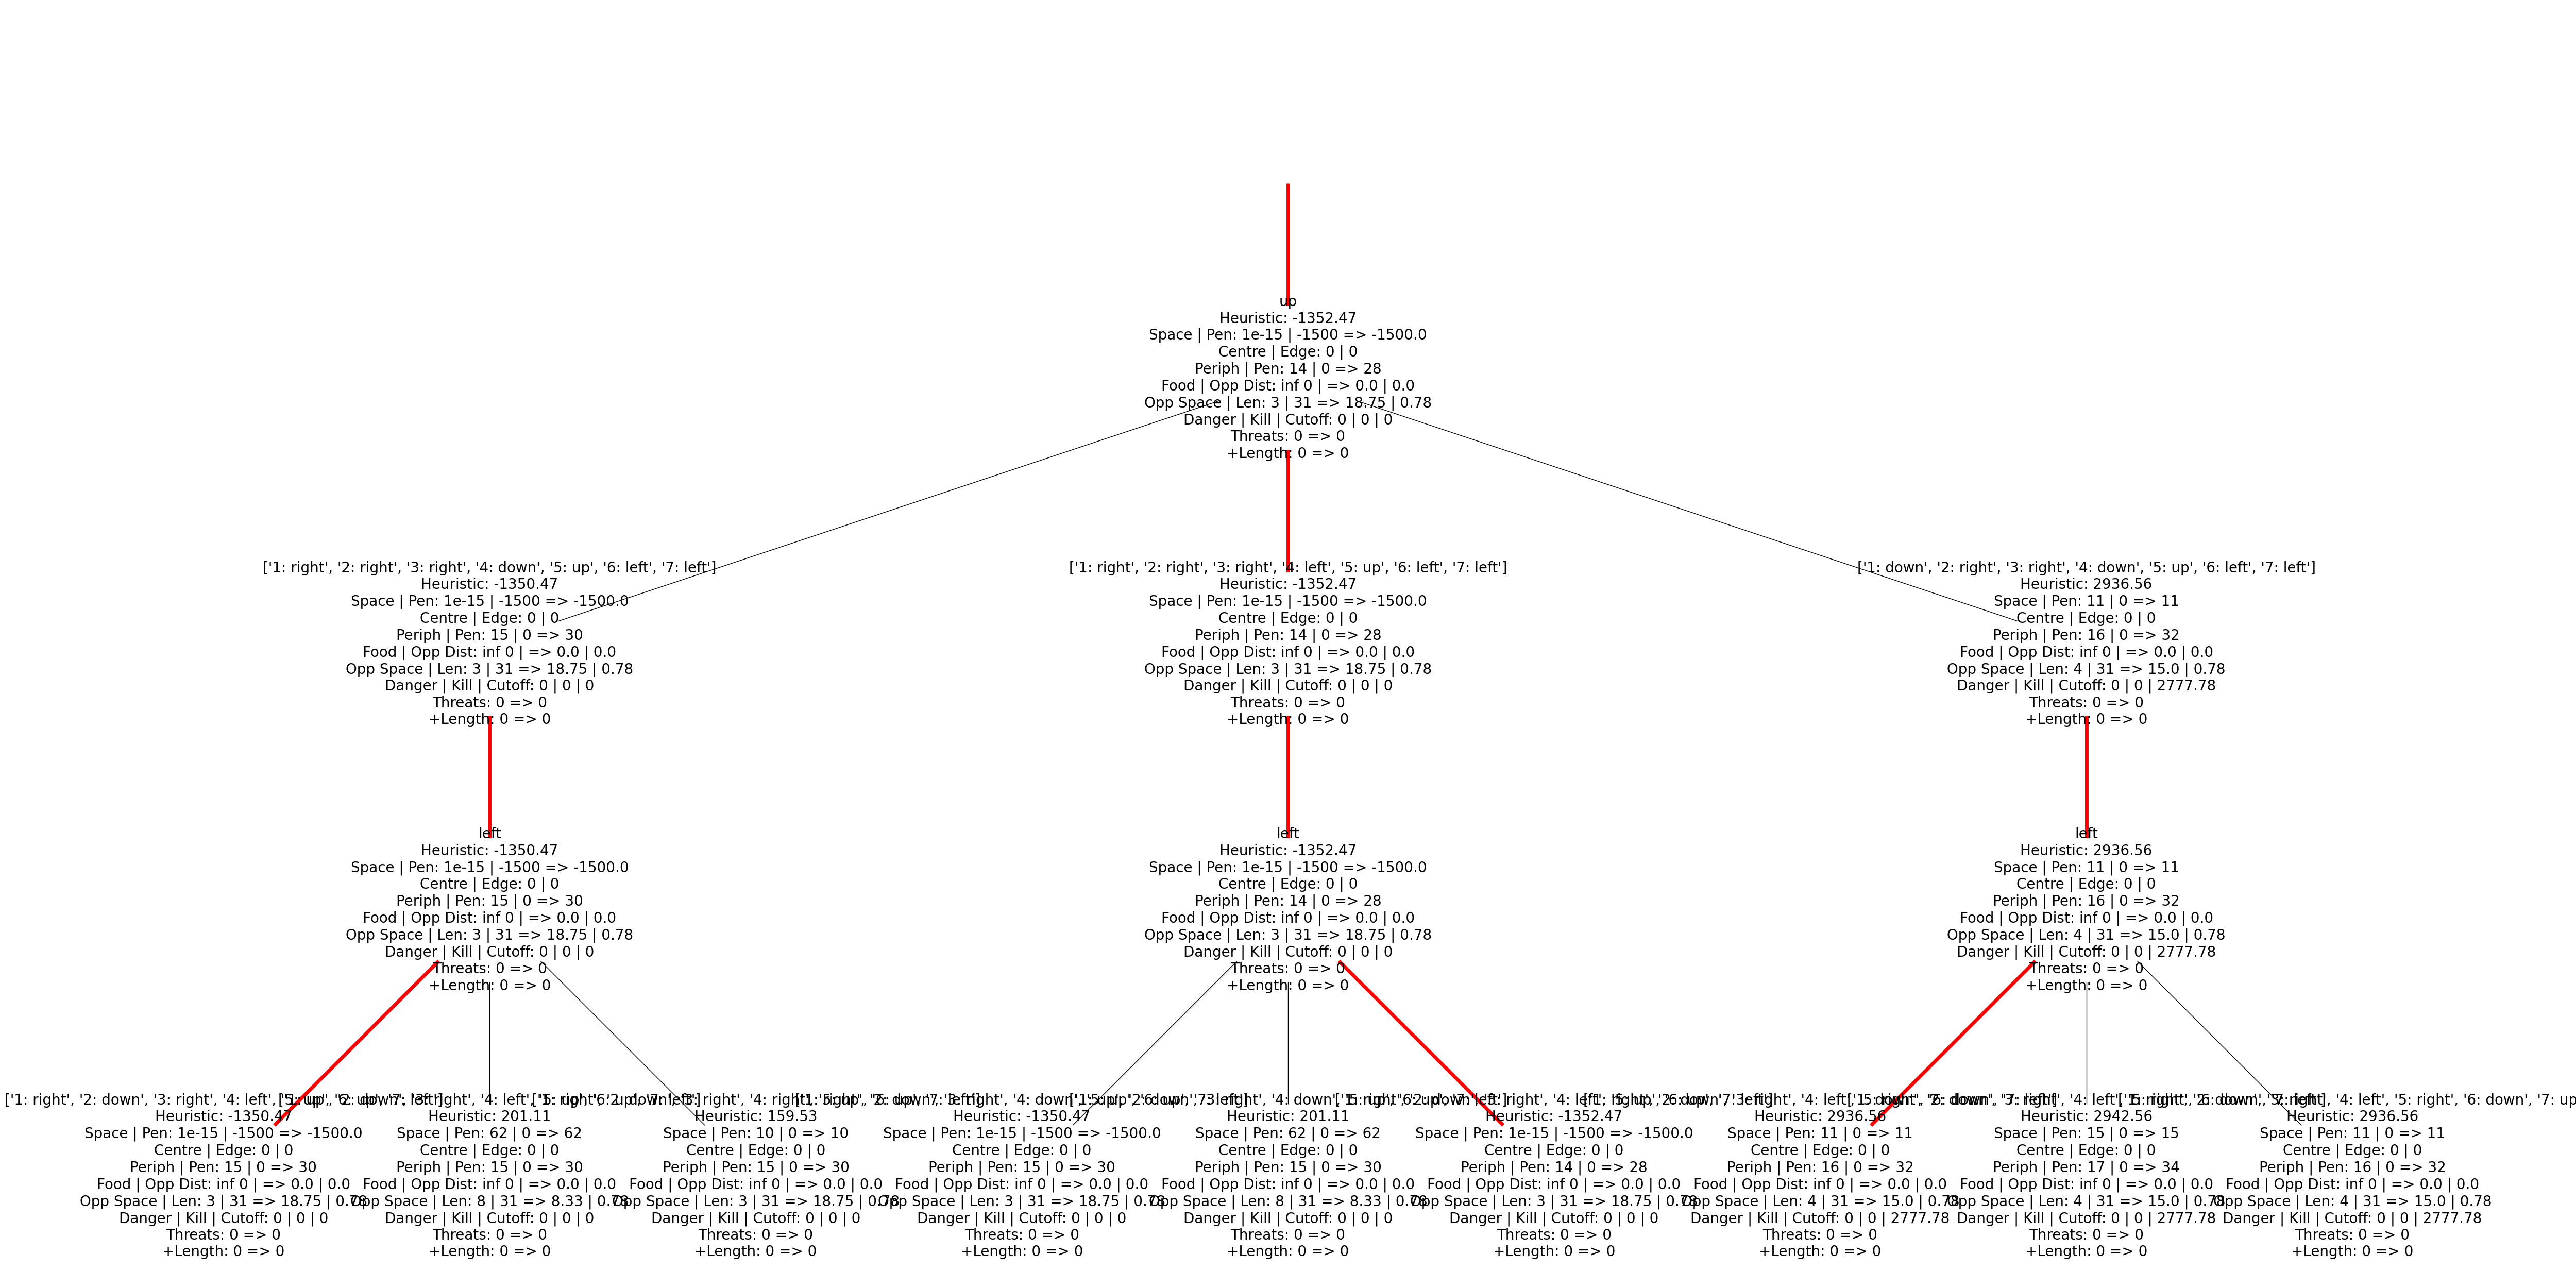 up
Heuristic: -1352.47
Space | Pen: 1e-15 | -1500 => -1500.0
Centre | Edge: 0 | 0
Periph | Pen: 14 | 0 => 28
Food | Opp Dist: inf 0 | => 0.0 | 0.0
Opp Space | Len: 3 | 31 => 18.75 | 0.78
Danger | Kill | Cutoff: 0 | 0 | 0
Threats: 0 => 0
+Length: 0 => 0
['1: right', '2: right', '3: right', '4: down', '5: up', '6: left', '7: left']
Heuristic: -1350.47
Space | Pen: 1e-15 | -1500 => -1500.0
Centre | Edge: 0 | 0
Periph | Pen: 15 | 0 => 30
Food | Opp Dist: inf 0 | => 0.0 | 0.0
Opp Space | Len: 3 | 31 => 18.75 | 0.78
Danger | Kill | Cutoff: 0 | 0 | 0
Threats: 0 => 0
+Length: 0 => 0
['1: right', '2: right', '3: right', '4: left', '5: up', '6: left', '7: left']
Heuristic: -1352.47
Space | Pen: 1e-15 | -1500 => -1500.0
Centre | Edge: 0 | 0
Periph | Pen: 14 | 0 => 28
Food | Opp Dist: inf 0 | => 0.0 | 0.0
Opp Space | Len: 3 | 31 => 18.75 | 0.78
Danger | Kill | Cutoff: 0 | 0 | 0
Threats: 0 => 0
+Length: 0 => 0
['1: down', '2: right', '3: right', '4: down', '5: up', '6: left', '7: left']
Heuristic: 2936.56
Space | Pen: 11 | 0 => 11
Centre | Edge: 0 | 0
Periph | Pen: 16 | 0 => 32
Food | Opp Dist: inf 0 | => 0.0 | 0.0
Opp Space | Len: 4 | 31 => 15.0 | 0.78
Danger | Kill | Cutoff: 0 | 0 | 2777.78
Threats: 0 => 0
+Length: 0 => 0
left
Heuristic: -1350.47
Space | Pen: 1e-15 | -1500 => -1500.0
Centre | Edge: 0 | 0
Periph | Pen: 15 | 0 => 30
Food | Opp Dist: inf 0 | => 0.0 | 0.0
Opp Space | Len: 3 | 31 => 18.75 | 0.78
Danger | Kill | Cutoff: 0 | 0 | 0
Threats: 0 => 0
+Length: 0 => 0
left
Heuristic: -1352.47
Space | Pen: 1e-15 | -1500 => -1500.0
Centre | Edge: 0 | 0
Periph | Pen: 14 | 0 => 28
Food | Opp Dist: inf 0 | => 0.0 | 0.0
Opp Space | Len: 3 | 31 => 18.75 | 0.78
Danger | Kill | Cutoff: 0 | 0 | 0
Threats: 0 => 0
+Length: 0 => 0
left
Heuristic: 2936.56
Space | Pen: 11 | 0 => 11
Centre | Edge: 0 | 0
Periph | Pen: 16 | 0 => 32
Food | Opp Dist: inf 0 | => 0.0 | 0.0
Opp Space | Len: 4 | 31 => 15.0 | 0.78
Danger | Kill | Cutoff: 0 | 0 | 2777.78
Threats: 0 => 0
+Length: 0 => 0
['1: right', '2: down', '3: right', '4: left',
Heuristic: -1350.47
Space | Pen: 1e-15 | -1500 => -1500.0
Centre | Edge: 0 | 0
Periph | Pen: 15 | 0 => 30
Food | Opp Dist: inf 0 | => 0.0 | 0.0
Opp Space | Len: 3 | 31 => 18.75 | 0.78
Danger | Kill | Cutoff: 0 | 0 | 0
Threats: 0 => 0
+Length: 0 => 0
right', '4: left',
Heuristic: 201.11
Space | Pen: 62 | 0 => 62
Centre | Edge: 0 | 0
Periph | Pen: 15 | 0 => 30
Food | Opp Dist: inf 0 | => 0.0 | 0.0
Opp Space | Len: 8 | 31 => 8.33 | 0.78
Danger | Kill | Cutoff: 0 | 0 | 0
Threats: 0 => 0
+Length: 0 => 0
right', '4:
Heuristic: 159.53
Space | Pen: 10 | 0 => 10
Centre | Edge: 0 | 0
Periph | Pen: 15 | 0 => 30
Food | Opp Dist: inf 0 | => 0.0 | 0.0
Opp Space | Len: 3 | 31 => 18.75 | 0.78
Danger | Kill | Cutoff: 0 | 0 | 0
Threats: 0 => 0
+Length: 0 => 0
right', '4: down',
Heuristic: -1350.47
Space | Pen: 1e-15 | -1500 => -1500.0
Centre | Edge: 0 | 0
Periph | Pen: 15 | 0 => 30
Food | Opp Dist: inf 0 | => 0.0 | 0.0
Opp Space | Len: 3 | 31 => 18.75 | 0.78
Danger | Kill | Cutoff: 0 | 0 | 0
Threats: 0 => 0
+Length: 0 => 0
right', '4: down',
Heuristic: 201.11
Space | Pen: 62 | 0 => 62
Centre | Edge: 0 | 0
Periph | Pen: 15 | 0 => 30
Food | Opp Dist: inf 0 | => 0.0 | 0.0
Opp Space | Len: 8 | 31 => 8.33 | 0.78
Danger | Kill | Cutoff: 0 | 0 | 0
Threats: 0 => 0
+Length: 0 => 0
right', '4:
Heuristic: -1352.47
Space | Pen: 1e-15 | -1500 => -1500.0
Centre | Edge: 0 | 0
Periph | Pen: 14 | 0 => 28
Food | Opp Dist: inf 0 | => 0.0 | 0.0
Opp Space | Len: 3 | 31 => 18.75 | 0.78
Danger | Kill | Cutoff: 0 | 0 | 0
Threats: 0 => 0
+Length: 0 => 0
right', '4: left',
Heuristic: 2936.56
Space | Pen: 11 | 0 => 11
Centre | Edge: 0 | 0
Periph | Pen: 16 | 0 => 32
Food | Opp Dist: inf 0 | => 0.0 | 0.0
Opp Space | Len: 4 | 31 => 15.0 | 0.78
Danger | Kill | Cutoff: 0 | 0 | 2777.78
Threats: 0 => 0
+Length: 0 => 0
right', '4: left',
Heuristic: 2942.56
Space | Pen: 15 | 0 => 15
Centre | Edge: 0 | 0
Periph | Pen: 17 | 0 => 34
Food | Opp Dist: inf 0 | => 0.0 | 0.0
Opp Space | Len: 4 | 31 => 15.0 | 0.78
Danger | Kill | Cutoff: 0 | 0 | 2777.78
Threats: 0 => 0
+Length: 0 => 0
right', '4: left', '5: right', '6: down', '7: up
Heuristic: 2936.56
Space | Pen: 11 | 0 => 11
Centre | Edge: 0 | 0
Periph | Pen: 16 | 0 => 32
Food | Opp Dist: inf 0 | => 0.0 | 0.0
Opp Space | Len: 4 | 31 => 15.0 | 0.78
Danger | Kill | Cutoff: 0 | 0 | 2777.78
Threats: 0 => 0
+Length: 0 => 0